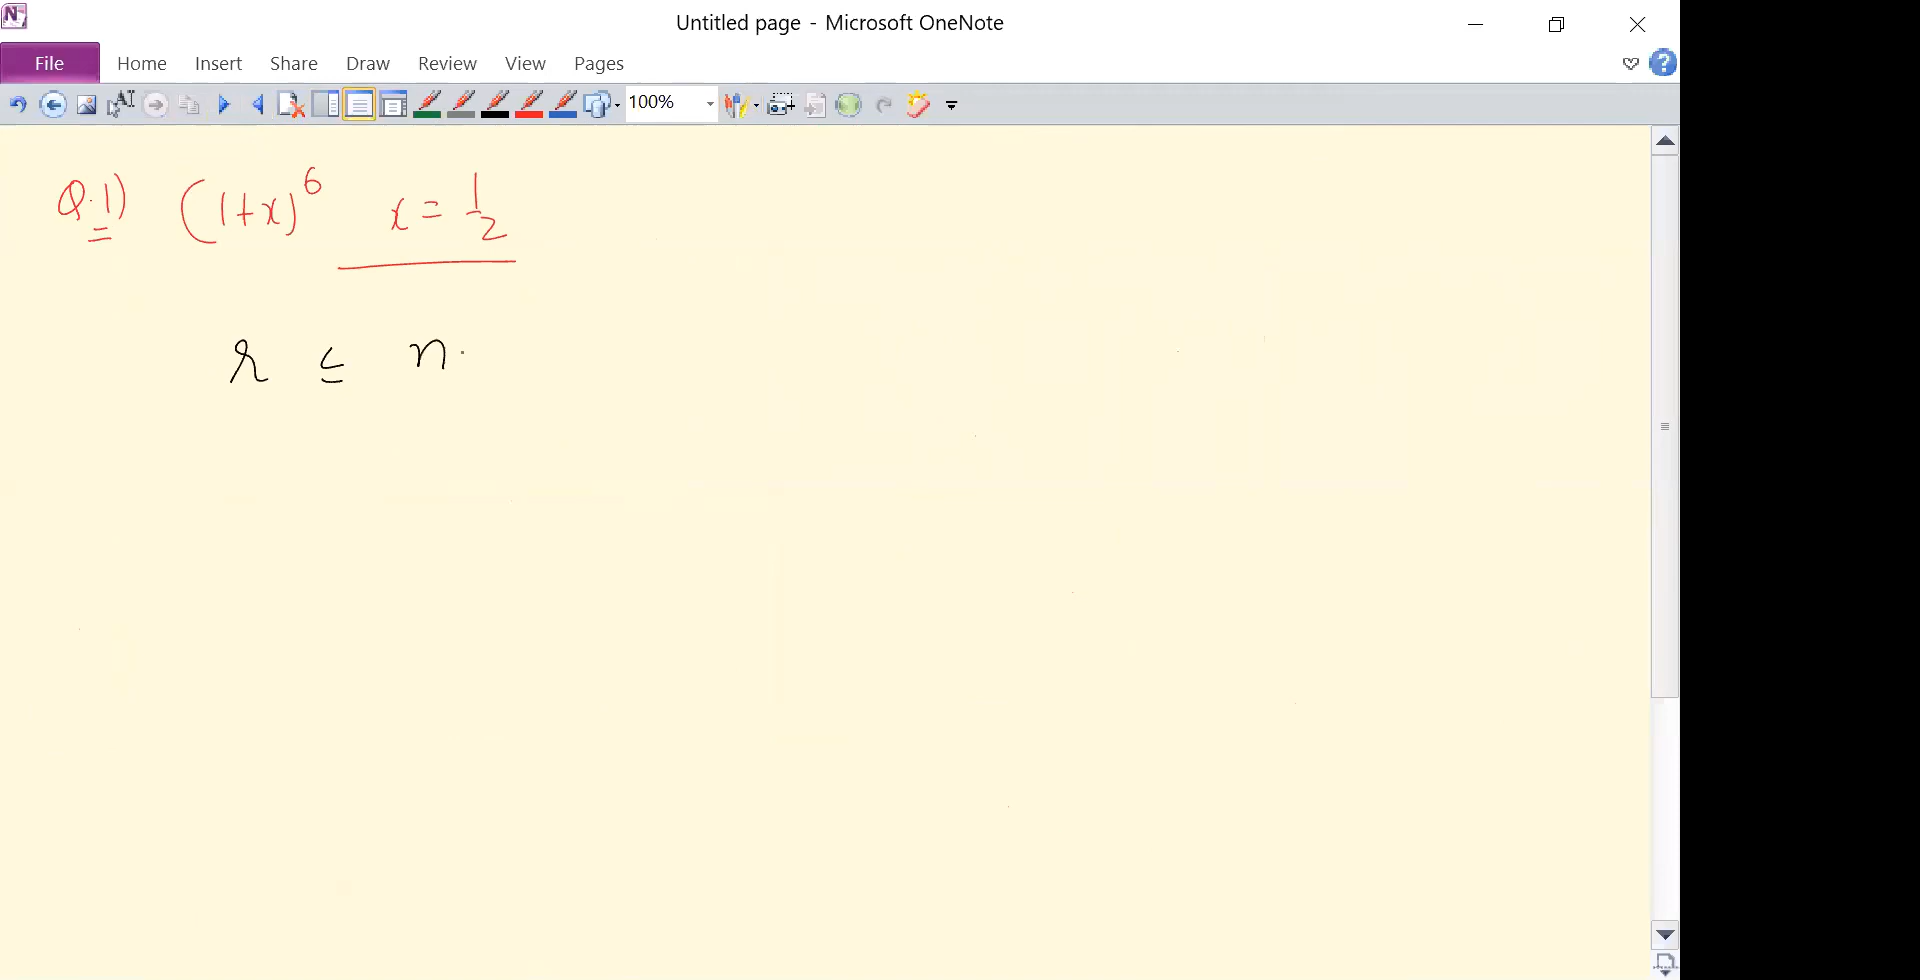 Untitled page - Microsoft OneNote
File Home Insert Share Draw Review View Pages
100%
Q.1) (1+x)^6 x = 1/2
r ≤ n.